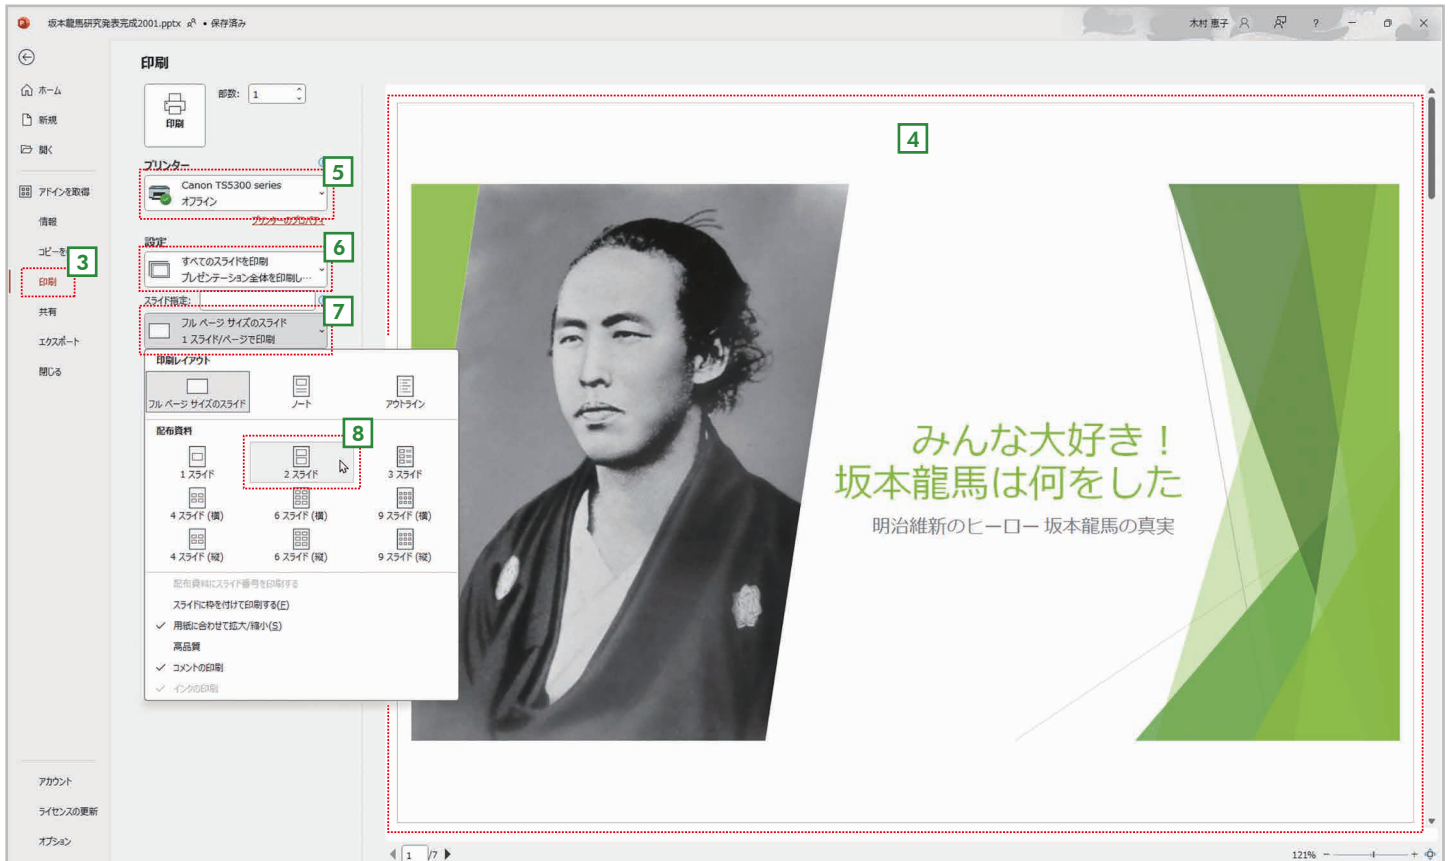 坂本龍馬研究発表完成2001.pptx • 保存済み
木村 恵子
?
印刷
ホーム
新規
開く
アドインを取得
情報
コピーを
3
印刷
共有
エクスポート
閉じる
アカウント
ライセンスの更新
オプション
印刷
部数: 1
プリンター
5
Canon TS5300 series
オフライン
プリンターのプロパティ
設定
6
すべてのスライドを印刷
プレゼンテーション全体を印刷し…
スライド指定:
7
フル ページ サイズのスライド
1 スライド/ページで印刷
印刷レイアウト
フル ページ サイズのスライド
ノート
アウトライン
配布資料
8
1 スライド
2 スライド
3 スライド
4 スライド (横)
6 スライド (横)
9 スライド (横)
4 スライド (縦)
6 スライド (縦)
9 スライド (縦)
配布資料にスライド番号を印刷する
スライドに枠を付けて印刷する(F)
用紙に合わせて拡大/縮小(S)
高品質
コメントの印刷
インクの印刷
4
みんな大好き！
坂本龍馬は何をした
明治維新のヒーロー 坂本龍馬の真実
1 /7
121%